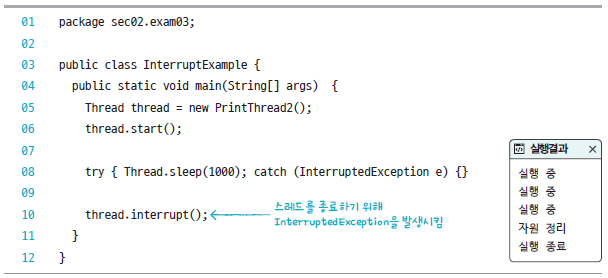 01 package sec02.exam03;
02
03 public class InterruptExample {
04 public static void main(String[] args) {
05 Thread thread = new PrintThread2();
06 thread.start();
07
08 try { Thread.sleep(1000); catch (InterruptedException e) {}
09
10 thread.interrupt();
스레드를 종료하기 위해
InterruptedException을 발생시킴
11 }
12 }
실행결과
실행 중
실행 중
실행 중
자원 정리
실행 종료